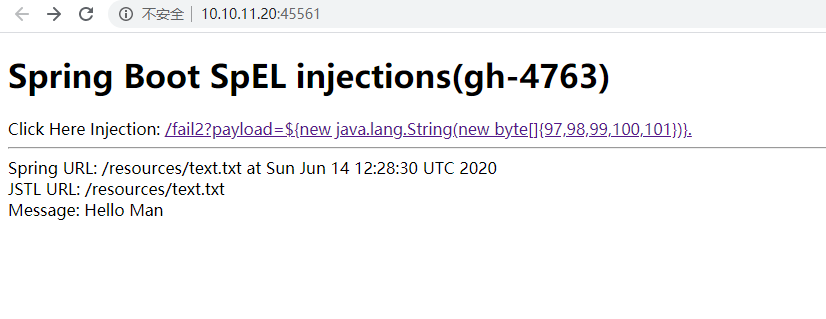 不安全 | 10.10.11.20:45561
Spring Boot SpEL injections(gh-4763)
Click Here Injection: /fail2?payload=${new java.lang.String(new byte[]{97,98,99,100,101})}.
Spring URL: /resources/text.txt at Sun Jun 14 12:28:30 UTC 2020
JSTL URL: /resources/text.txt
Message: Hello Man